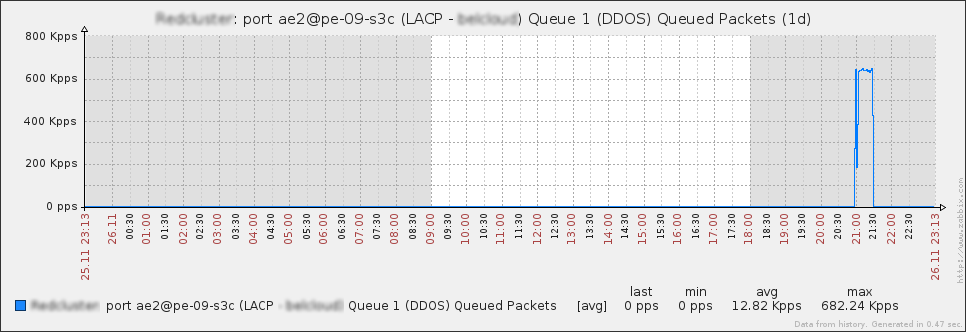 : port ae2@pe-09-s3c (LACP - ) Queue 1 (DDOS) Queued Packets (1d)
800 Kpps
600 Kpps
400 Kpps
200 Kpps
0 pps
25.11 23:13 26.11 00:30 01:00 01:30 02:00 02:30 03:00 03:30 04:00 04:30 05:00 05:30 06:00 06:30 07:00 07:30 08:00 08:30 09:00 09:30 10:00 10:30 11:00 11:30 12:00 12:30 13:00 13:30 14:00 14:30 15:00 15:30 16:00 16:30 17:00 17:30 18:00 18:30 19:00 19:30 20:00 20:30 21:00 21:30 22:00 22:30 26.11 23:13
http://www.zabbix.com
last min avg max
port ae2@pe-09-s3c (LACP - ) Queue 1 (DDOS) Queued Packets [avg] 0 pps 0 pps 12.82 Kpps 682.24 Kpps
Data from history. Generated in 0.47 sec.